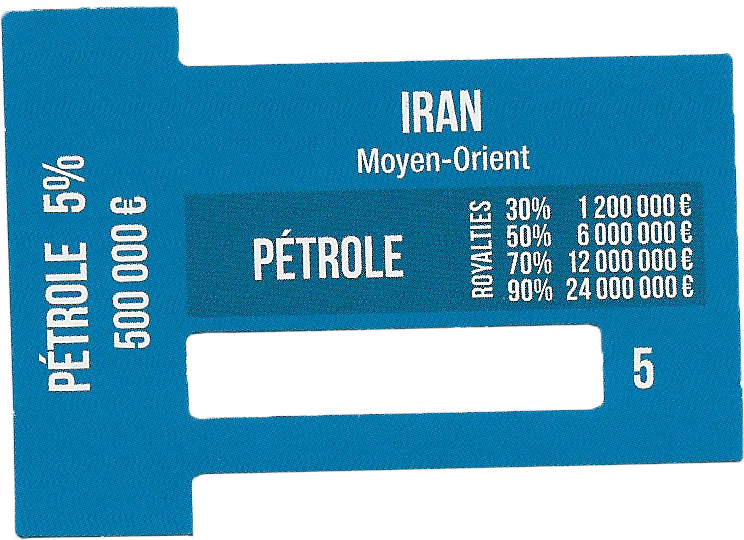 PÉTROLE 5%
500 000 €
IRAN
Moyen-Orient
PÉTROLE
ROYALTIES
30% 1 200 000 €
50% 6 000 000 €
70% 12 000 000 €
90% 24 000 000 €
5